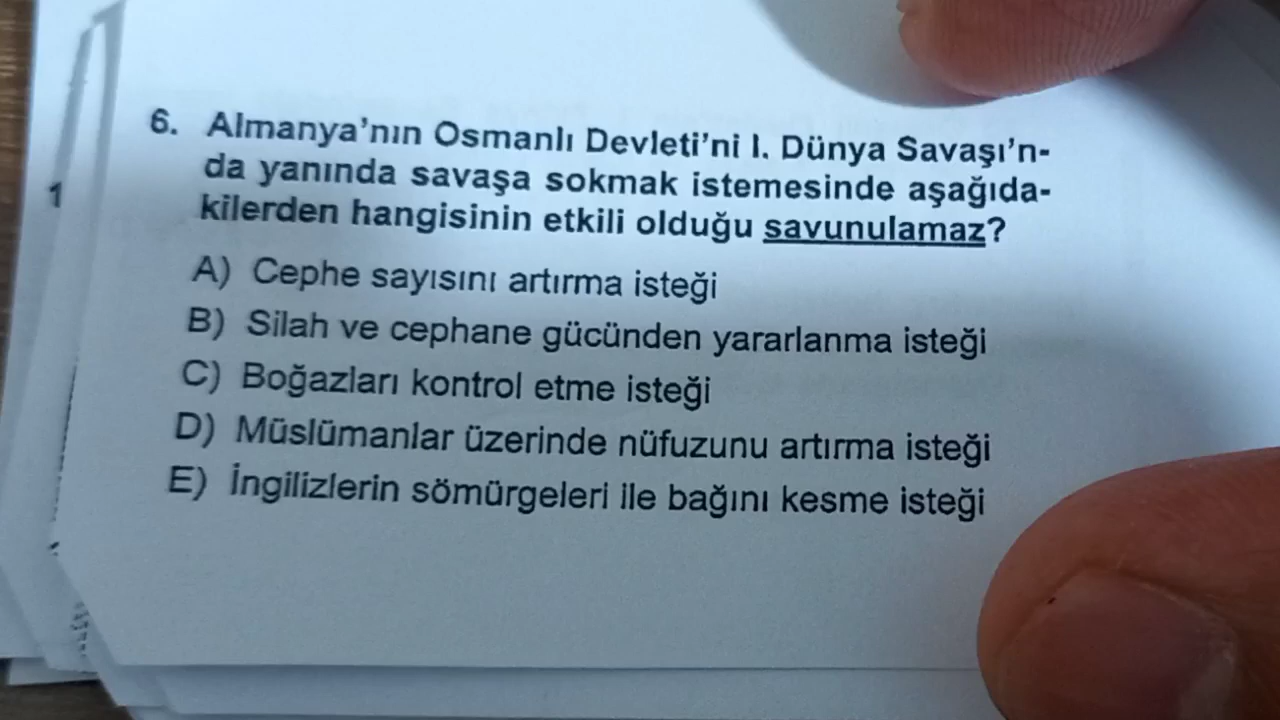 6. Almanya'nın Osmanlı Devleti'ni I. Dünya Savaşı'n-
da yanında savaşa sokmak istemesinde aşağıda-
kilerden hangisinin etkili olduğu savunulamaz?
A) Cephe sayısını artırma isteği
B) Silah ve cephane gücünden yararlanma isteği
C) Boğazları kontrol etme isteği
D) Müslümanlar üzerinde nüfuzunu artırma isteği
E) İngilizlerin sömürgeleri ile bağını kesme isteği
1